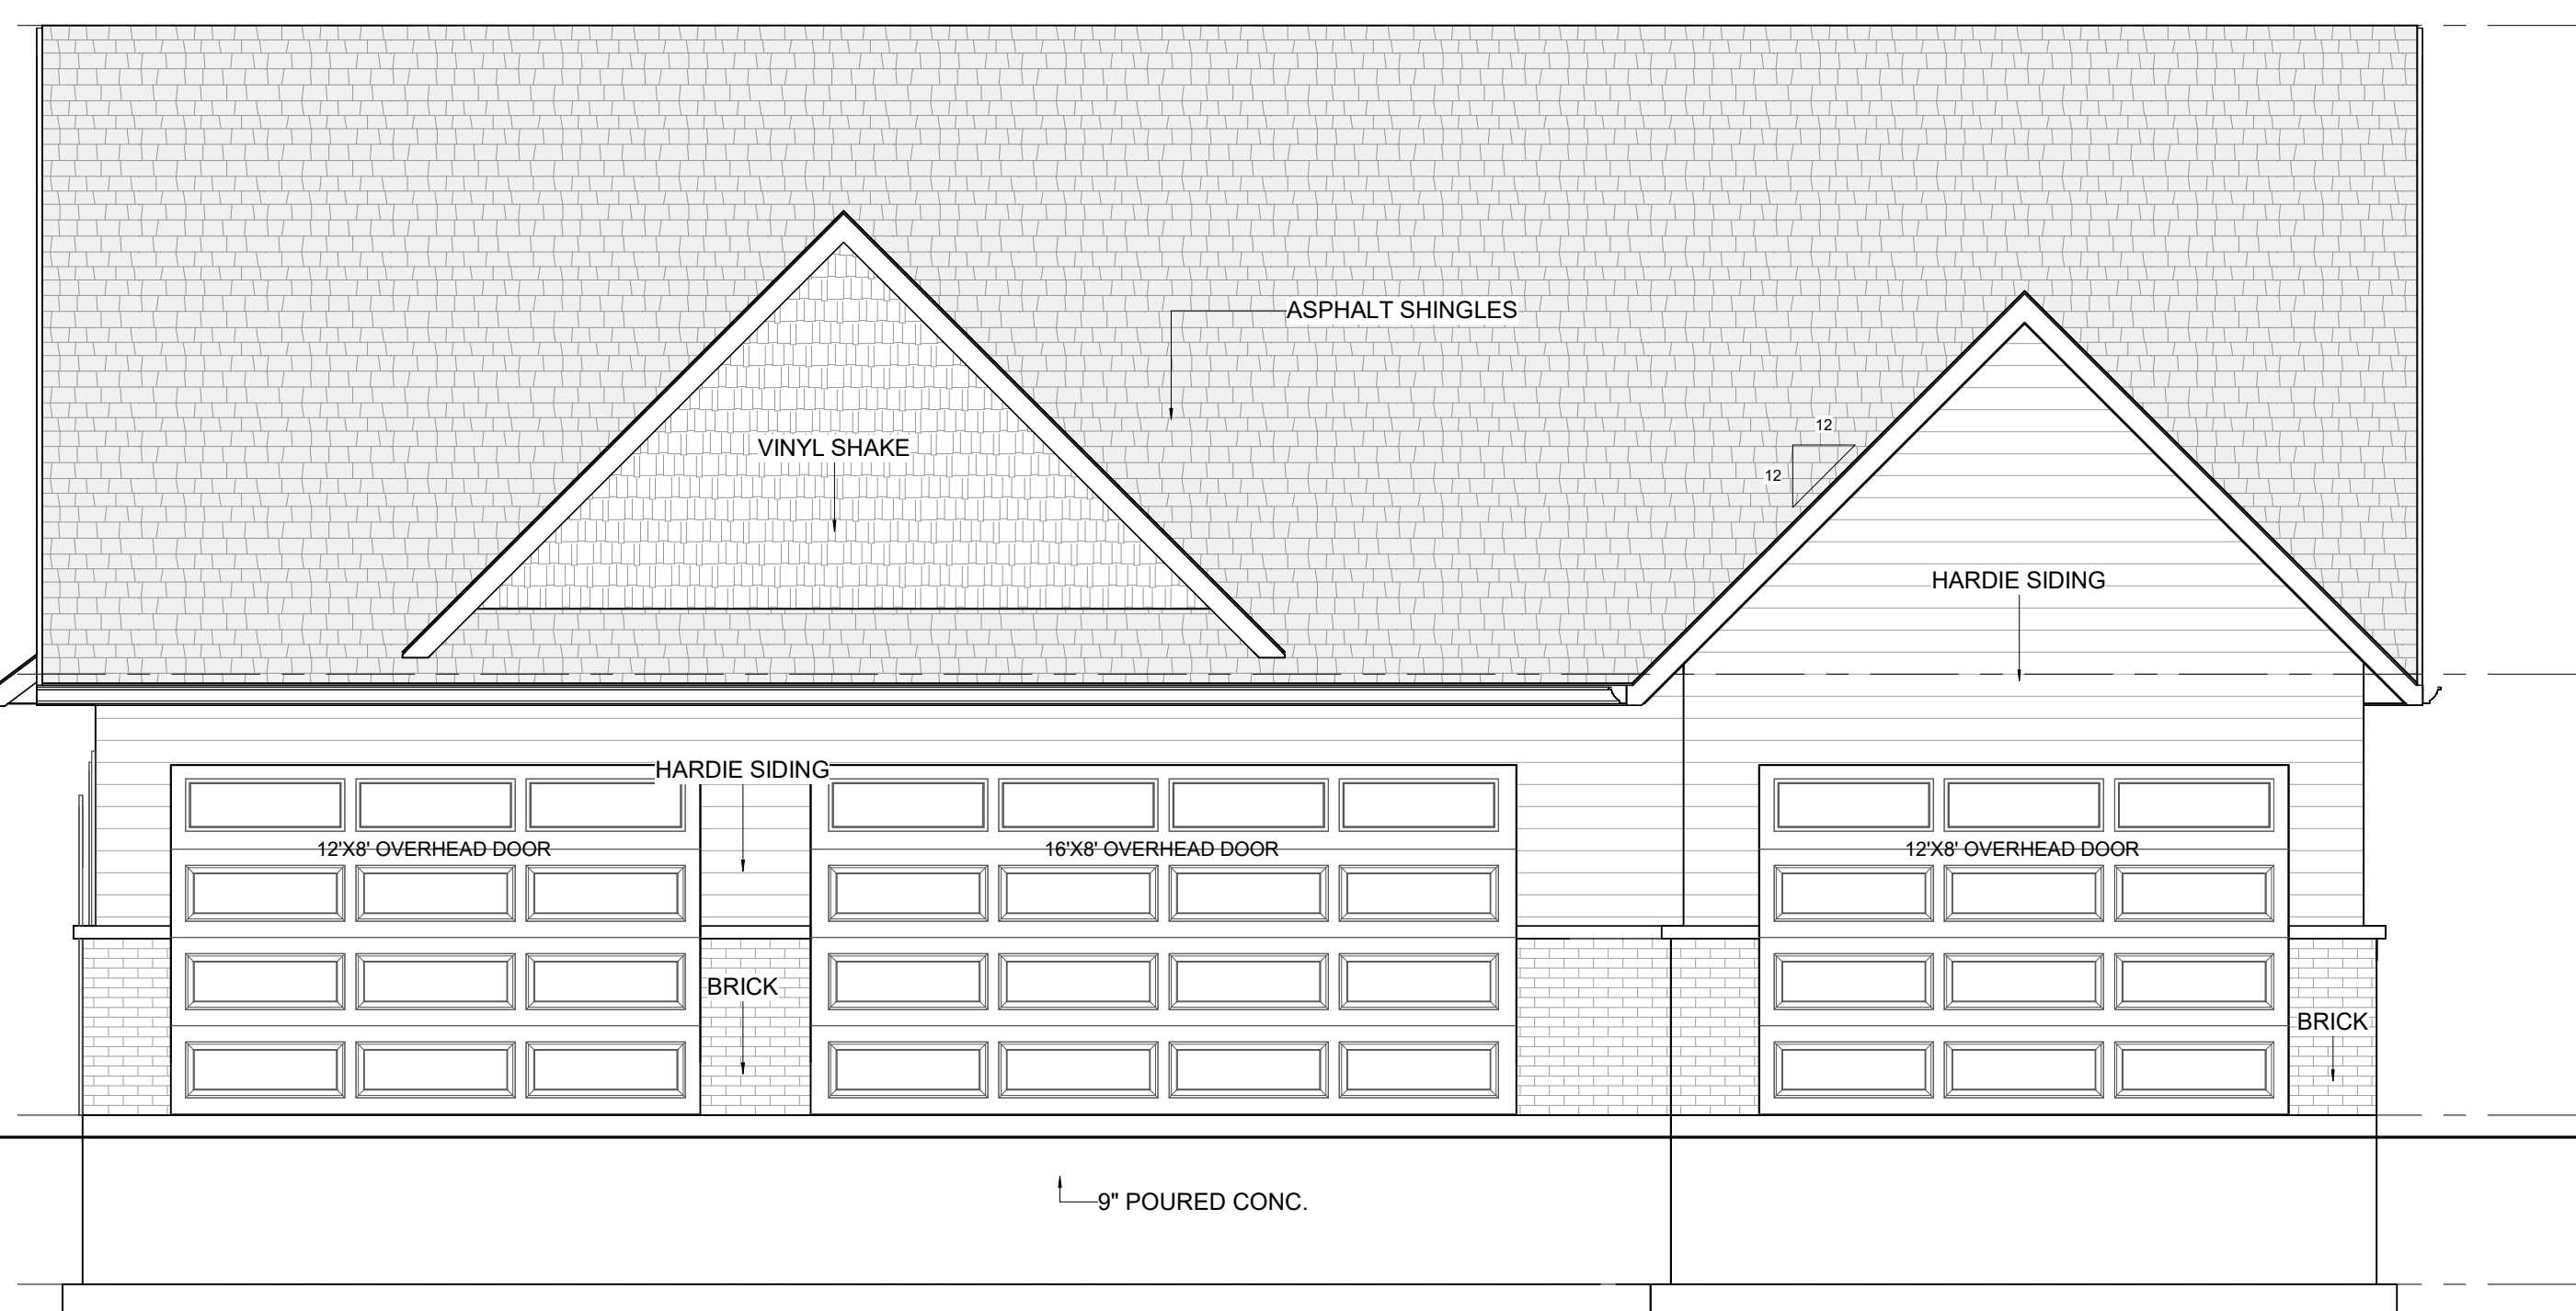 ASPHALT SHINGLES
12
VINYL SHAKE
12
HARDIE SIDING
HARDIE SIDING
12'X8' OVERHEAD DOOR
16'X8' OVERHEAD DOOR
12'X8' OVERHEAD DOOR
BRICK
BRICK
9" POURED CONC.